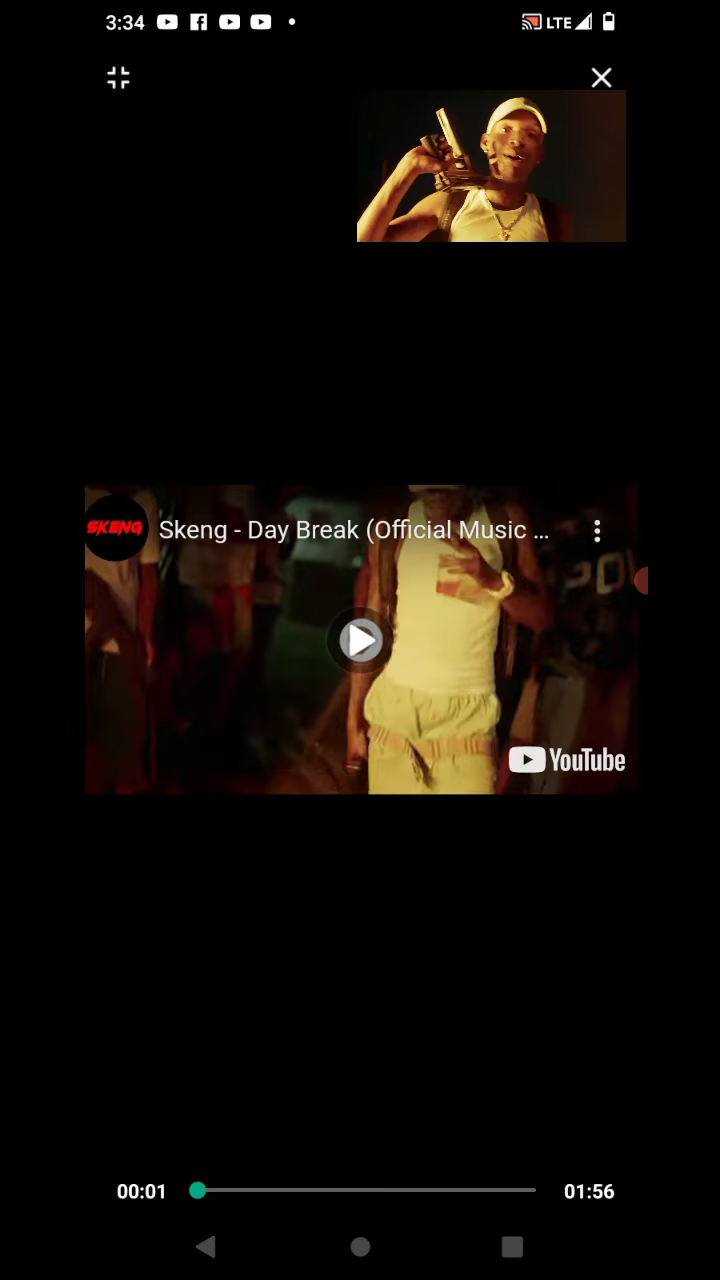 3:34
LTE
SKENG
Skeng - Day Break (Official Music ...
YouTube
00:01
01:56